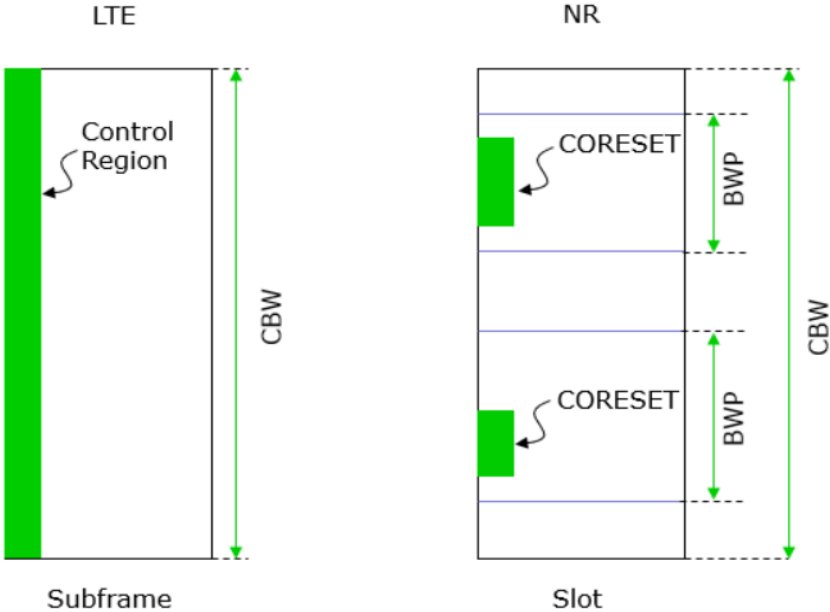 LTE
NR
Control
Region
CORESET
BWP
CBW
CBW
CORESET
BWP
Subframe
Slot